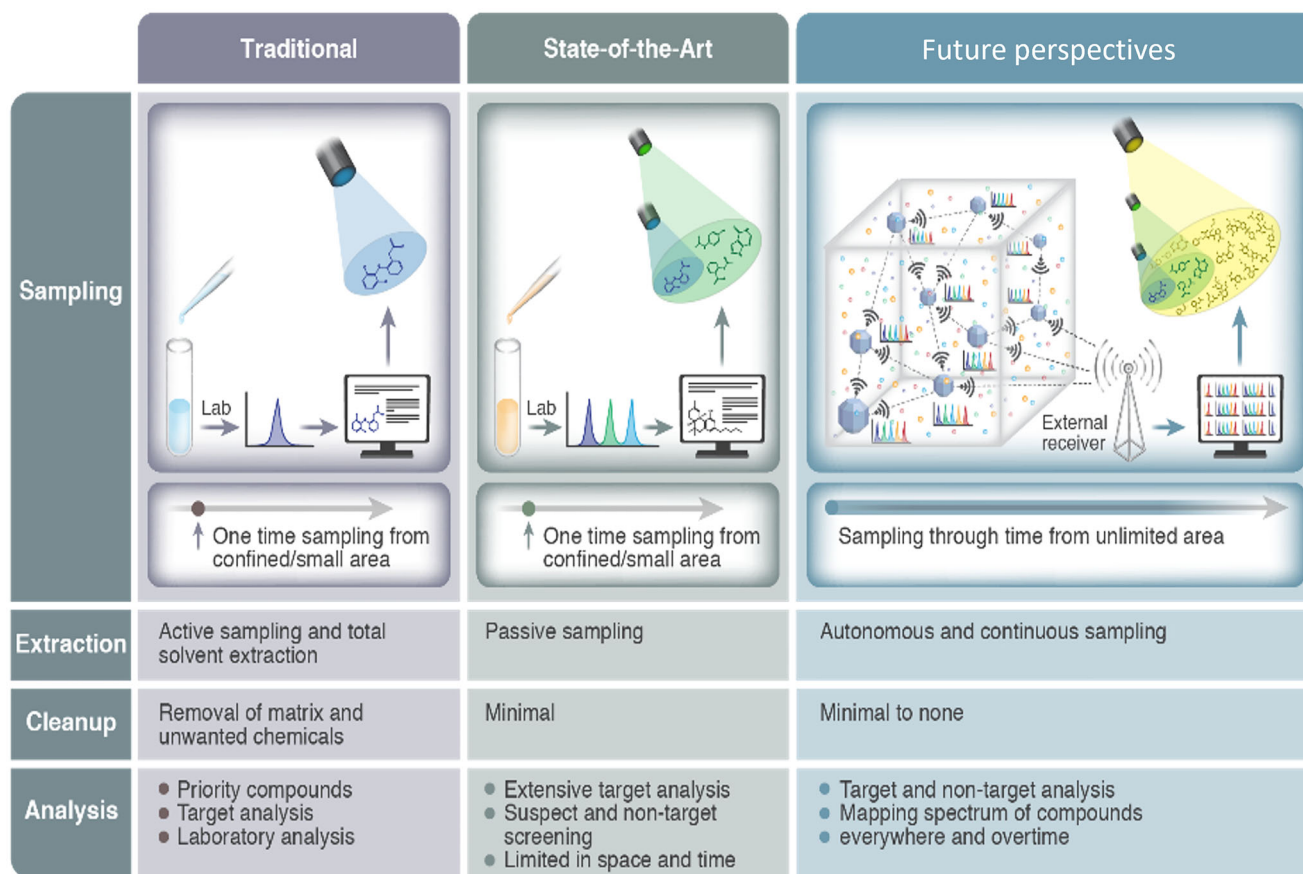 Traditional
State-of-the-Art
Future perspectives
Sampling
Lab
Lab
External
receiver
One time sampling from
confined/small area
One time sampling from
confined/small area
Sampling through time from unlimited area
Extraction
Active sampling and total
solvent extraction
Passive sampling
Autonomous and continuous sampling
Cleanup
Removal of matrix and
unwanted chemicals
Minimal
Minimal to none
Analysis
Priority compounds
Target analysis
Laboratory analysis
Extensive target analysis
Suspect and non-target
screening
Limited in space and time
Target and non-target analysis
Mapping spectrum of compounds
everywhere and overtime